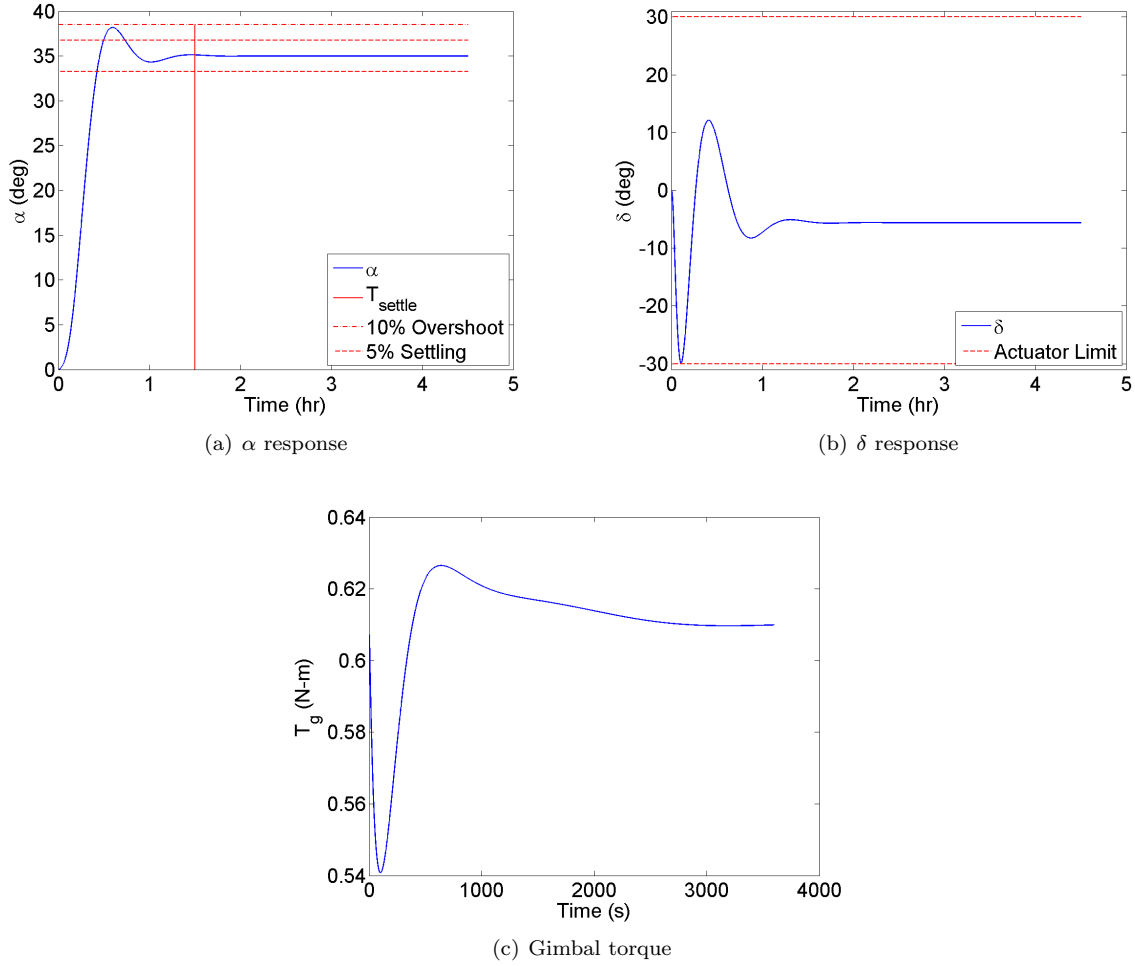 40
35
30
25
20
15
10
5
0
0 1 2 3 4 5
α (deg)
Time (hr)
α
T_settle
10% Overshoot
5% Settling
(a) α response
30
20
10
0
-10
-20
-30
0 1 2 3 4 5
δ (deg)
Time (hr)
δ
Actuator Limit
(b) δ response
0.64
0.62
0.6
0.58
0.56
0.54
0 1000 2000 3000 4000
T_g (N-m)
Time (s)
(c) Gimbal torque